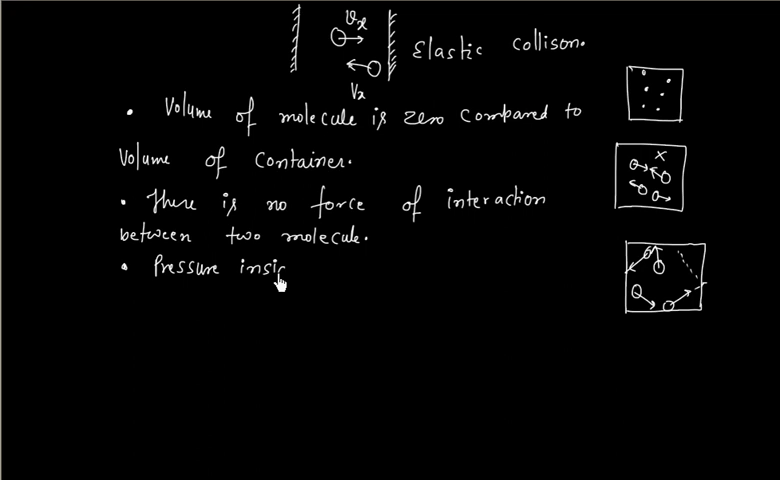 vx
Elastic collison.
Vx
• Volume of molecule is zero compared to
Volume of container.
• There is no force of interaction
between two molecule.
x
• Pressure insi